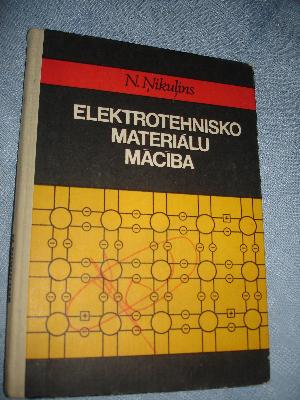 N. Ņikuļins
ELEKTROTEHNISKO
MATERIĀLU
MĀCĪBA